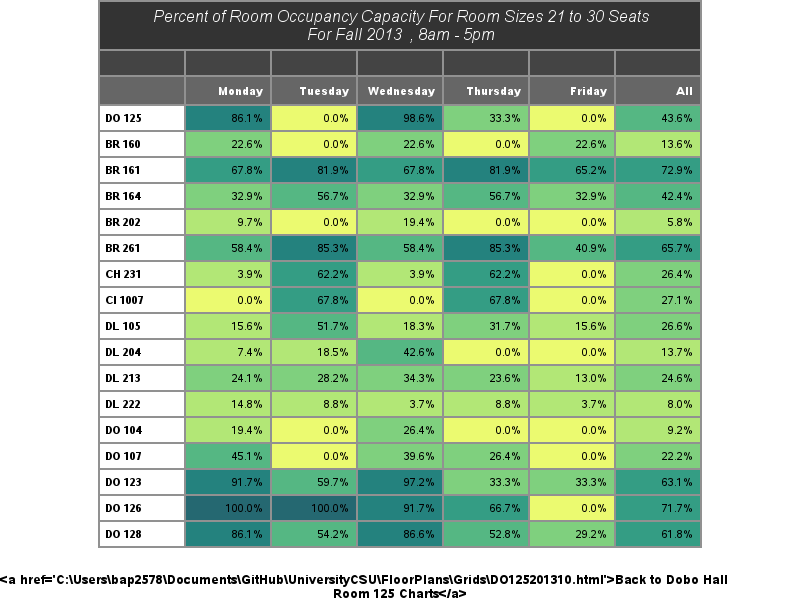 Percent of Room Occupancy Capacity For Room Sizes 21 to 30 Seats
For Fall 2013 , 8am - 5pm
Monday Tuesday Wednesday Thursday Friday All
DO 125 86.1% 0.0% 98.6% 33.3% 0.0% 43.6%
BR 160 22.6% 0.0% 22.6% 0.0% 22.6% 13.6%
BR 161 67.8% 81.9% 67.8% 81.9% 65.2% 72.9%
BR 164 32.9% 56.7% 32.9% 56.7% 32.9% 42.4%
BR 202 9.7% 0.0% 19.4% 0.0% 0.0% 5.8%
BR 261 58.4% 85.3% 58.4% 85.3% 40.9% 65.7%
CH 231 3.9% 62.2% 3.9% 62.2% 0.0% 26.4%
CI 1007 0.0% 67.8% 0.0% 67.8% 0.0% 27.1%
DL 105 15.6% 51.7% 18.3% 31.7% 15.6% 26.6%
DL 204 7.4% 18.5% 42.6% 0.0% 0.0% 13.7%
DL 213 24.1% 28.2% 34.3% 23.6% 13.0% 24.6%
DL 222 14.8% 8.8% 3.7% 8.8% 3.7% 8.0%
DO 104 19.4% 0.0% 26.4% 0.0% 0.0% 9.2%
DO 107 45.1% 0.0% 39.6% 26.4% 0.0% 22.2%
DO 123 91.7% 59.7% 97.2% 33.3% 33.3% 63.1%
DO 126 100.0% 100.0% 91.7% 66.7% 0.0% 71.7%
DO 128 86.1% 54.2% 86.6% 52.8% 29.2% 61.8%
<a href='C:\Users\bap2578\Documents\GitHub\UniversityCSU\FloorPlans\Grids\DO125201310.html'>Back to Dobo Hall
Room 125 Charts</a>